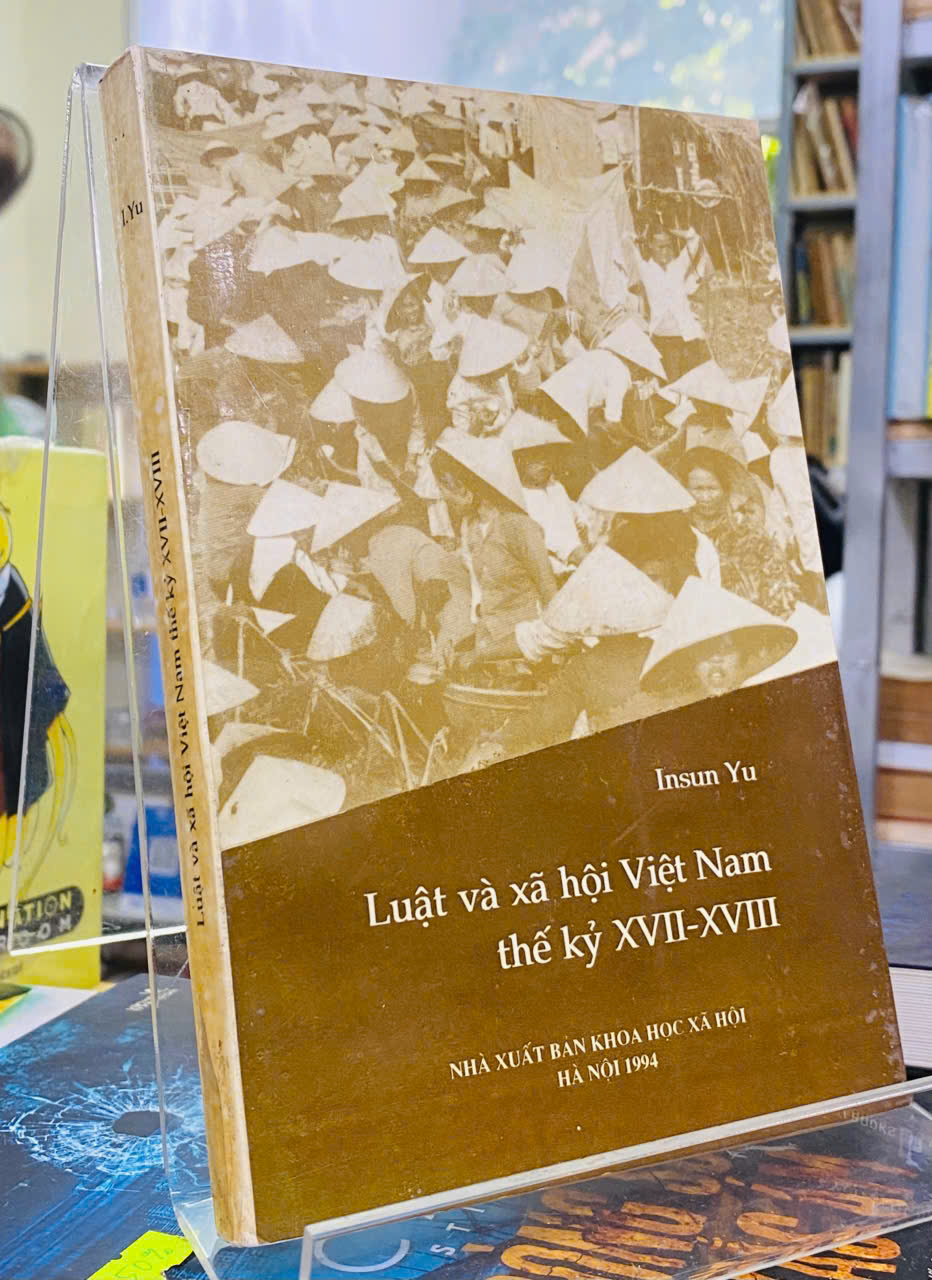 I.Yu
Luật và xã hội Việt Nam thế kỷ XVII-XVIII
Insun Yu
Luật và xã hội Việt Nam
thế kỷ XVII-XVIII
NHÀ XUẤT BẢN KHOA HỌC XÃ HỘI
HÀ NỘI 1994